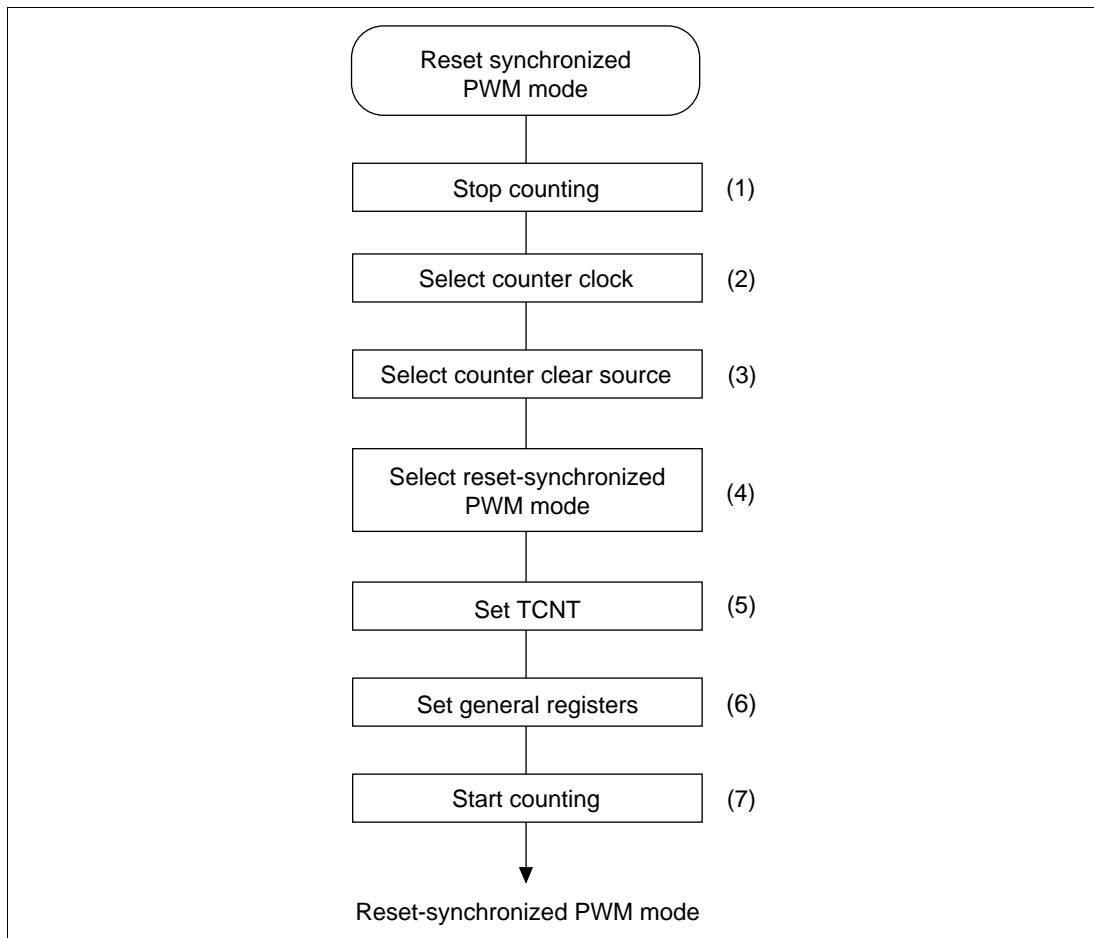 Reset synchronized
PWM mode
Stop counting (1)
Select counter clock (2)
Select counter clear source (3)
Select reset-synchronized
PWM mode
(4)
Set TCNT (5)
Set general registers (6)
Start counting (7)
Reset-synchronized PWM mode